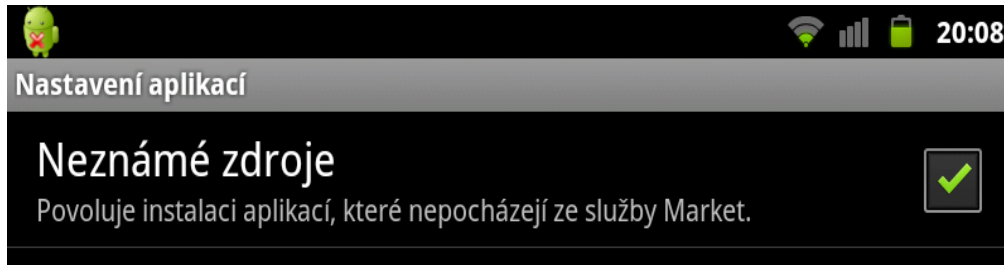 20:08
Nastavení aplikací
Neznámé zdroje
Povoluje instalaci aplikací, které nepocházejí ze služby Market.